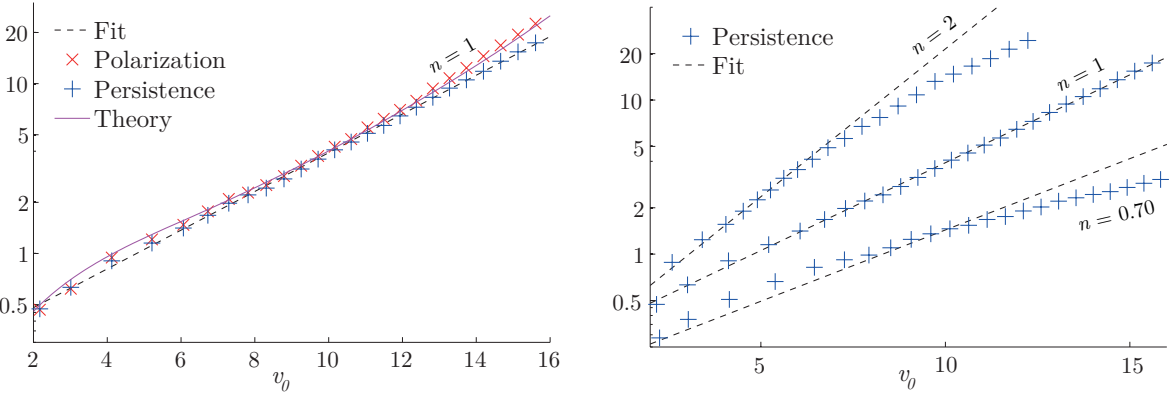 20
10
5
2
1
0.5
Fit
Polarization
Persistence
Theory
n = 1
2 4 6 8 10 12 14 16
v0
20
10
5
2
1
0.5
Persistence
Fit
n = 2
n = 1
n = 0.70
5 10 15
v0